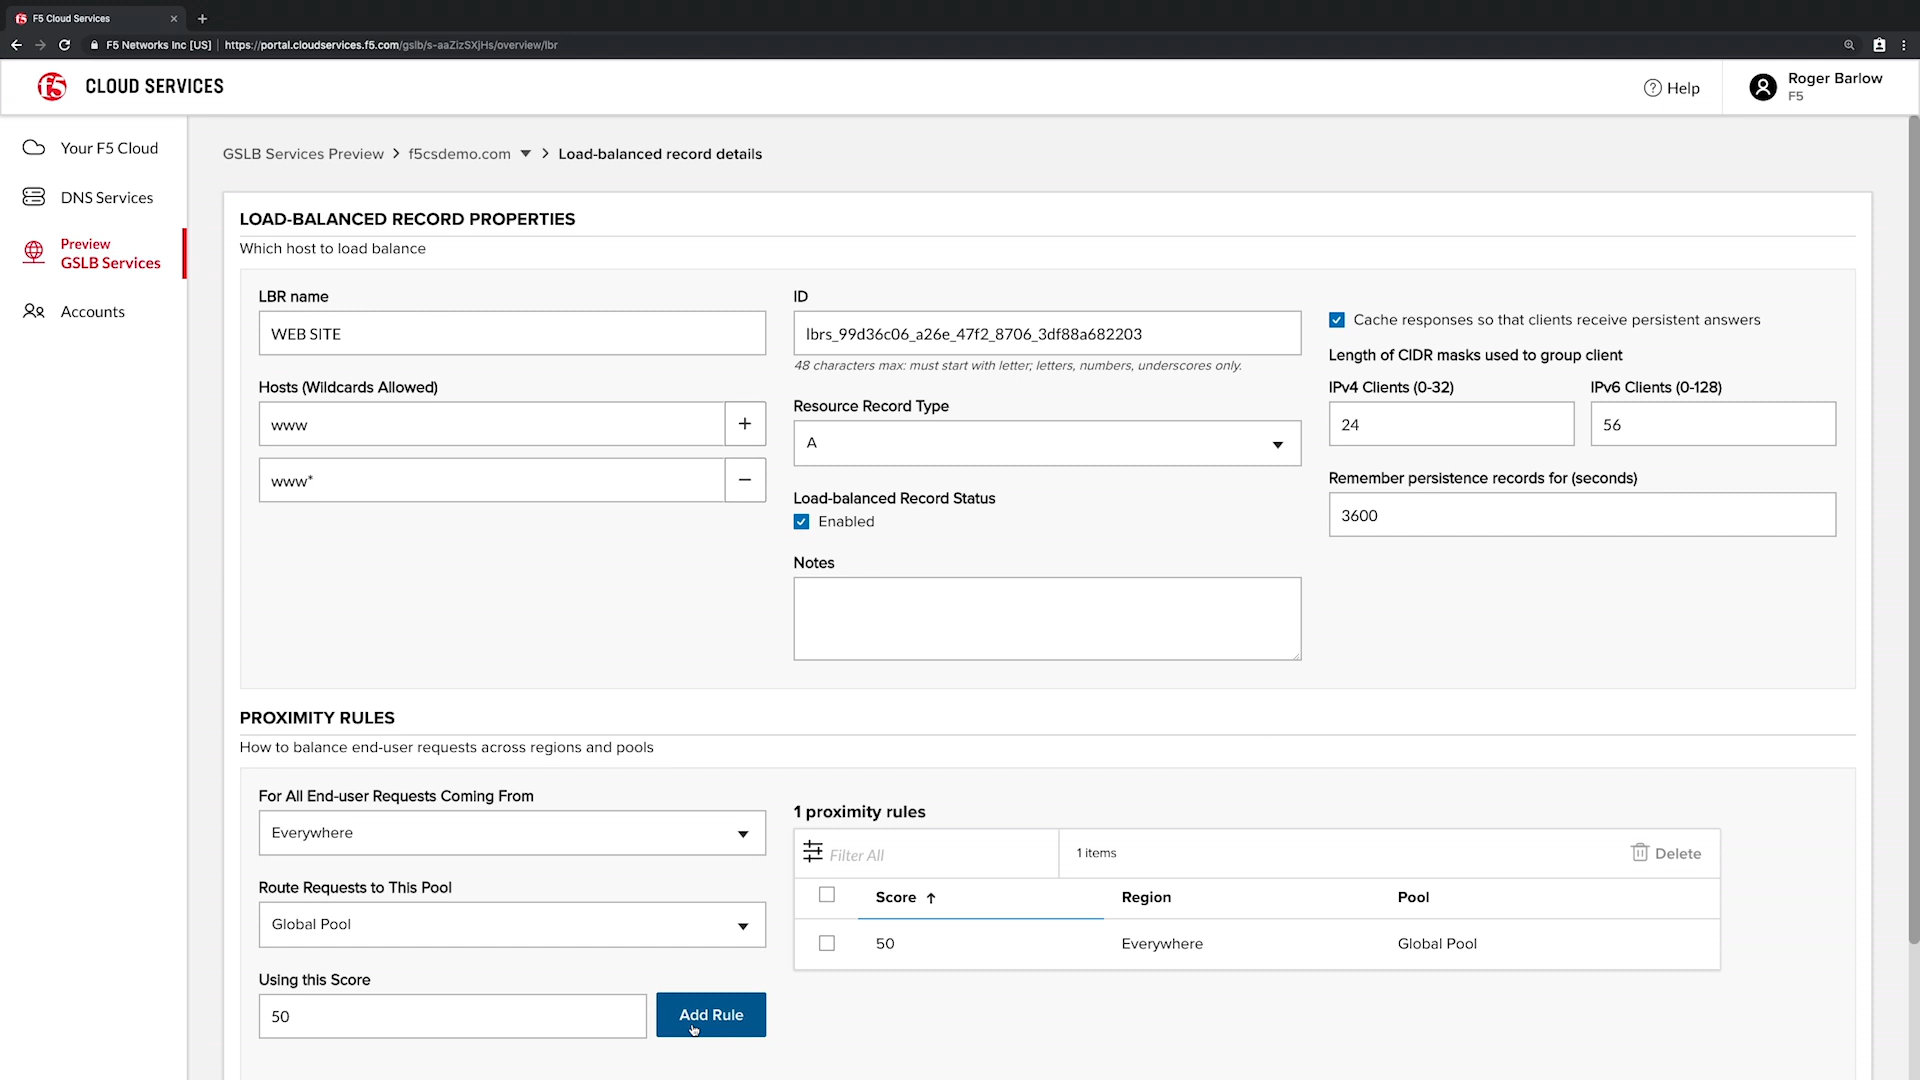 F5 Cloud Services
F5 Networks Inc [US] https://portal.cloudservices.f5.com/gslb/s-aaZizSXjHs/overview/lbr
f5 CLOUD SERVICES
Help
Roger Barlow
F5
Your F5 Cloud
DNS Services
Preview
GSLB Services
Accounts
GSLB Services Preview > f5csdemo.com > Load-balanced record details
LOAD-BALANCED RECORD PROPERTIES
Which host to load balance
LBR name
WEB SITE
Hosts (Wildcards Allowed)
www
www*
ID
lbrs_99d36c06_a26e_47f2_8706_3df88a682203
48 characters max: must start with letter; letters, numbers, underscores only.
Resource Record Type
A
Load-balanced Record Status
Enabled
Notes
Cache responses so that clients receive persistent answers
Length of CIDR masks used to group client
IPv4 Clients (0-32) IPv6 Clients (0-128)
24 56
Remember persistence records for (seconds)
3600
PROXIMITY RULES
How to balance end-user requests across regions and pools
For All End-user Requests Coming From
Everywhere
Route Requests to This Pool
Global Pool
Using this Score
50
Add Rule
1 proximity rules
Filter All 1 items Delete
Score Region Pool
50 Everywhere Global Pool